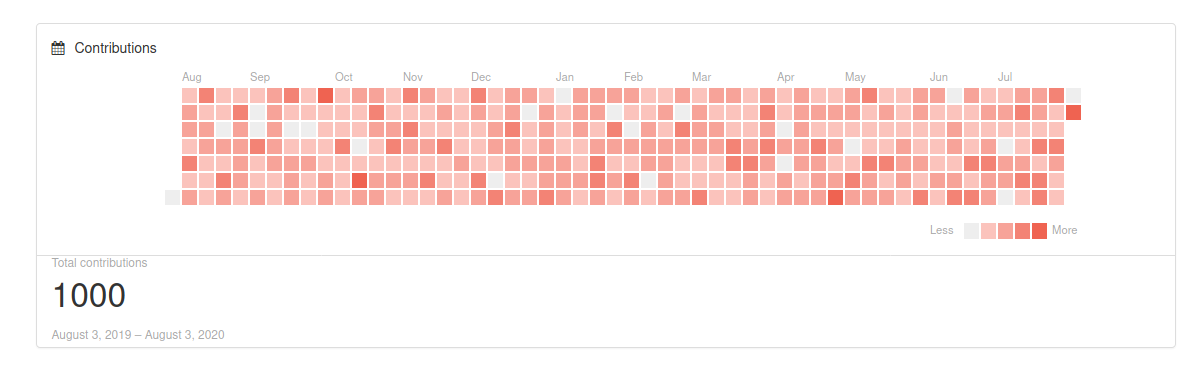 Contributions
Aug Sep Oct Nov Dec Jan Feb Mar Apr May Jun Jul
Less More
Total contributions
1000
August 3, 2019 – August 3, 2020